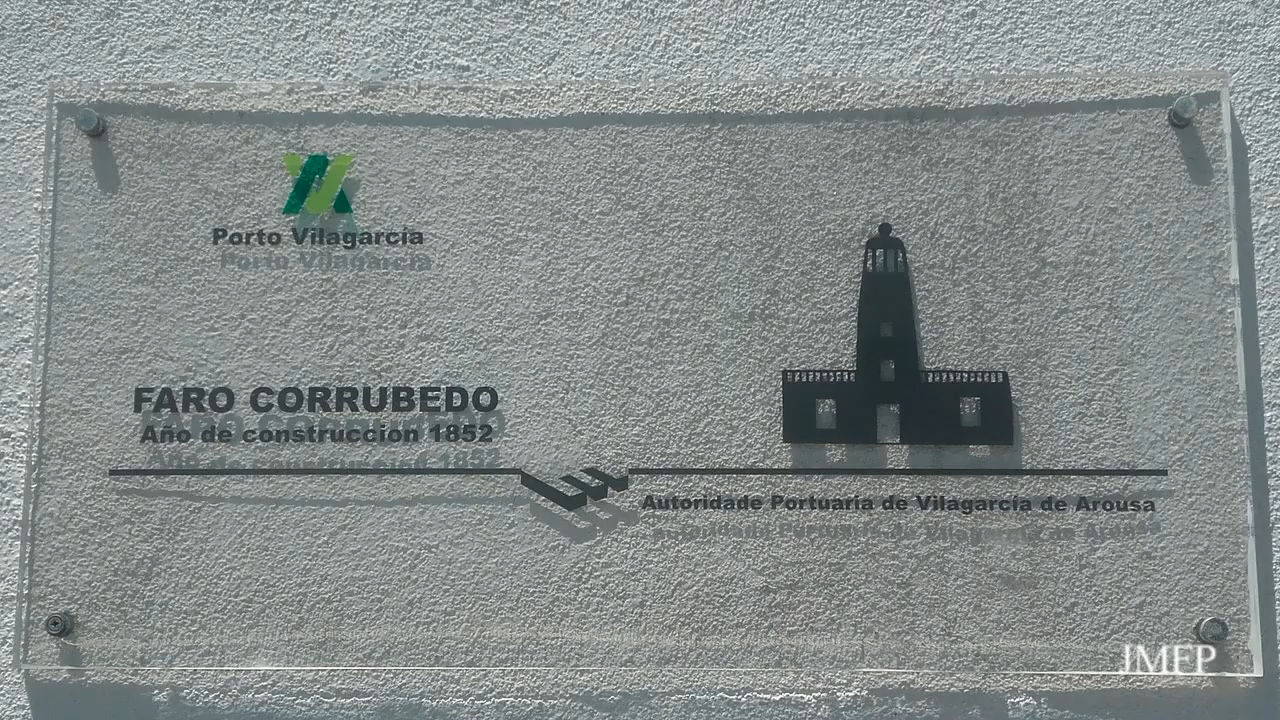 Porto Vilagarcía
FARO CORRUBEDO
Año de construccion 1852
Autoridade Portuaria de Vilagarcía de Arousa
JMFP